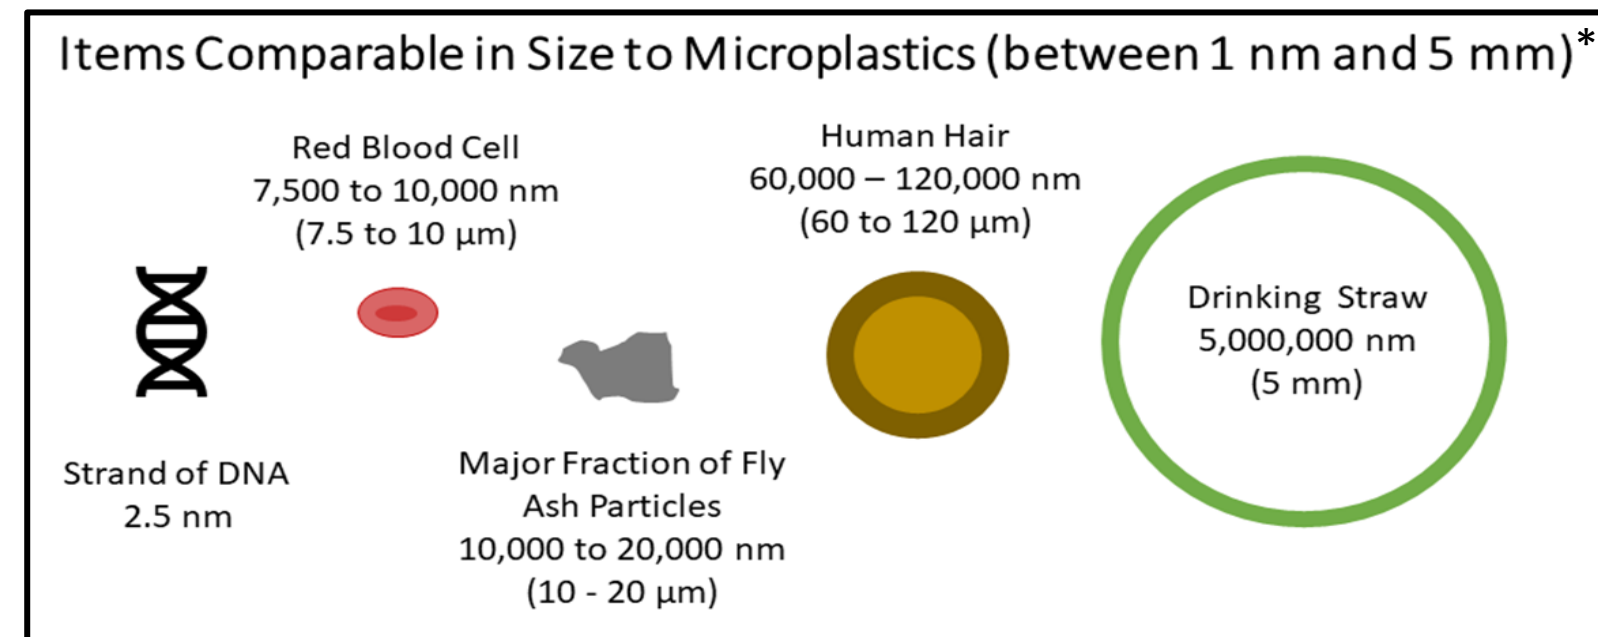 Items Comparable in Size to Microplastics (between 1 nm and 5 mm)*
Red Blood Cell
7,500 to 10,000 nm
(7.5 to 10 μm)
Human Hair
60,000 – 120,000 nm
(60 to 120 μm)
Drinking Straw
5,000,000 nm
(5 mm)
Strand of DNA
2.5 nm
Major Fraction of Fly
Ash Particles
10,000 to 20,000 nm
(10 - 20 μm)